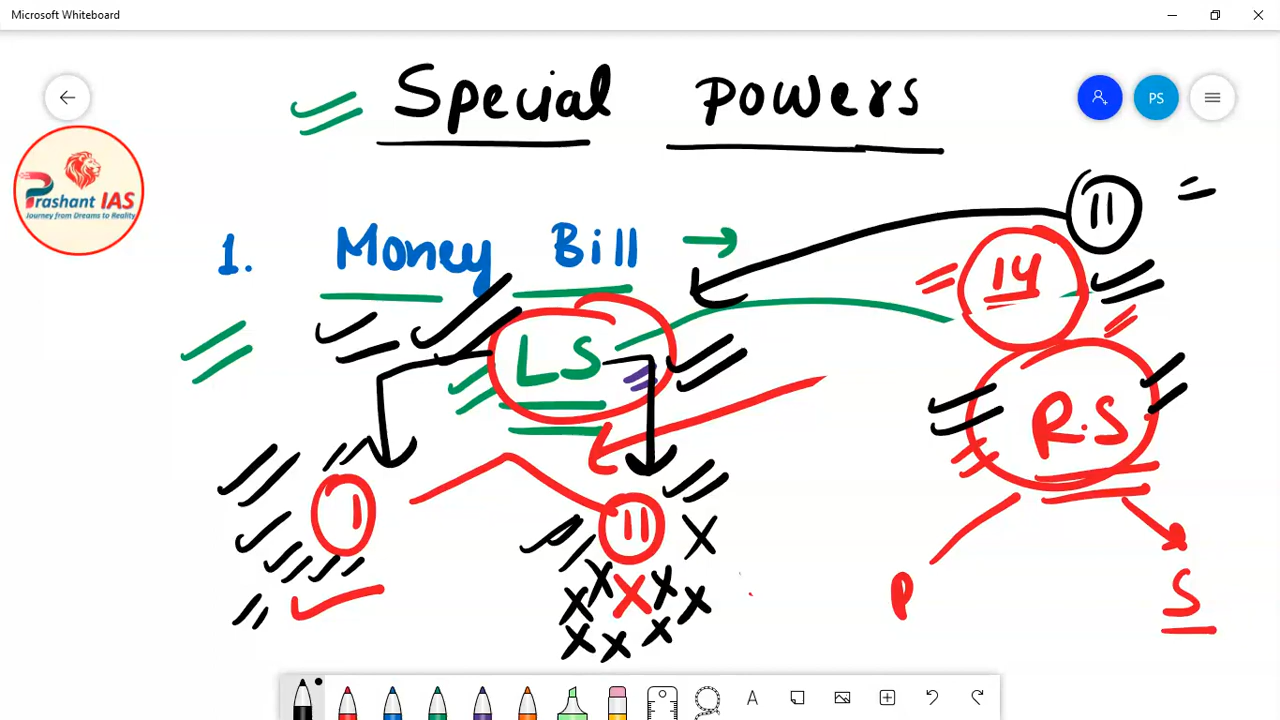 Microsoft Whiteboard
Special Powers
PS
Prashant IAS
Journey from Dreams to Reality
11
1. Money Bill
14
LS
R.S
1
11
P
S
A